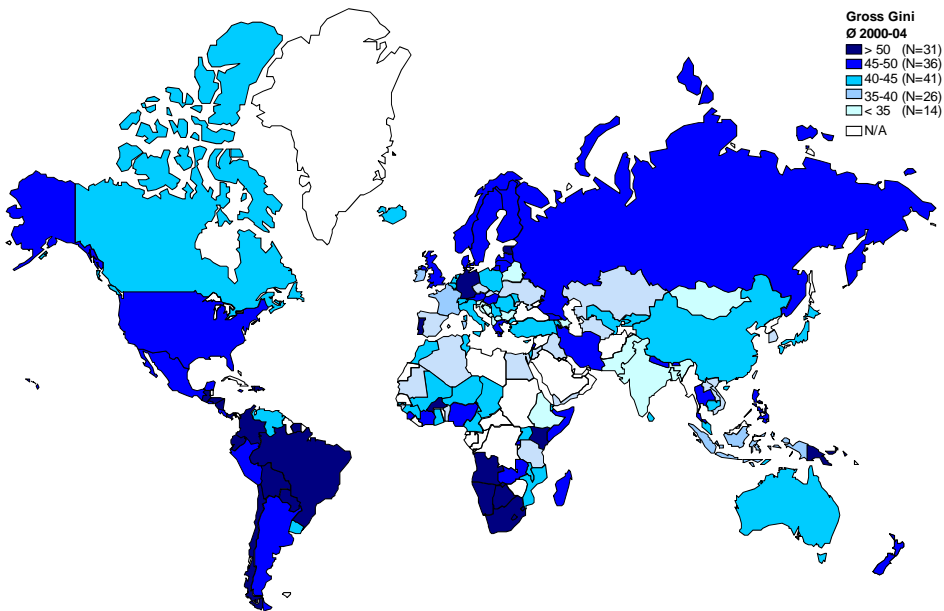 Gross Gini
Ø 2000-04
> 50 (N=31)
45-50 (N=36)
40-45 (N=41)
35-40 (N=26)
< 35 (N=14)
N/A